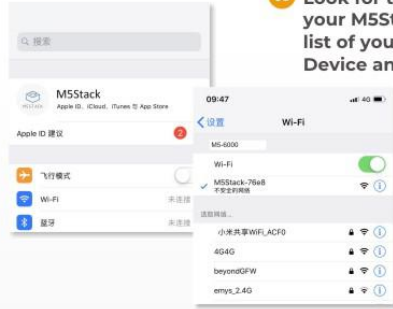 Look for t
your M5St
list of you
Device an
搜索
M5Stack
Apple ID、iCloud、iTunes 与 App Store
Apple ID 建议
2
飞行模式
Wi-Fi
未连接
蓝牙
未连接
09:47
4G
设置
Wi-Fi
M5-6000
Wi-Fi
M5Stack-76e8
不安全的网络
选取网络...
小米共享WiFi_ACF0
4G4G
beyondGFW
emys_2.4G